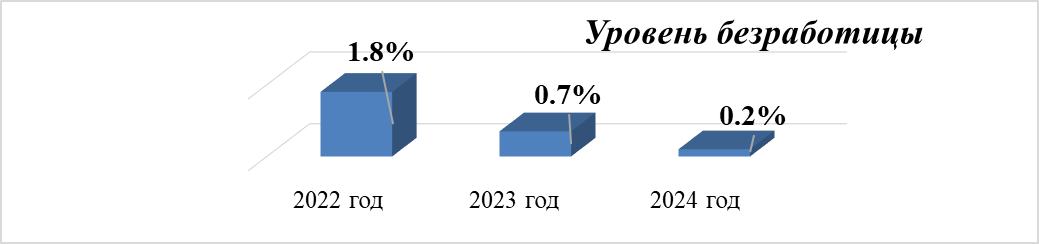 Уровень безработицы
1.8%
0.7%
0.2%
2022 год
2023 год
2024 год